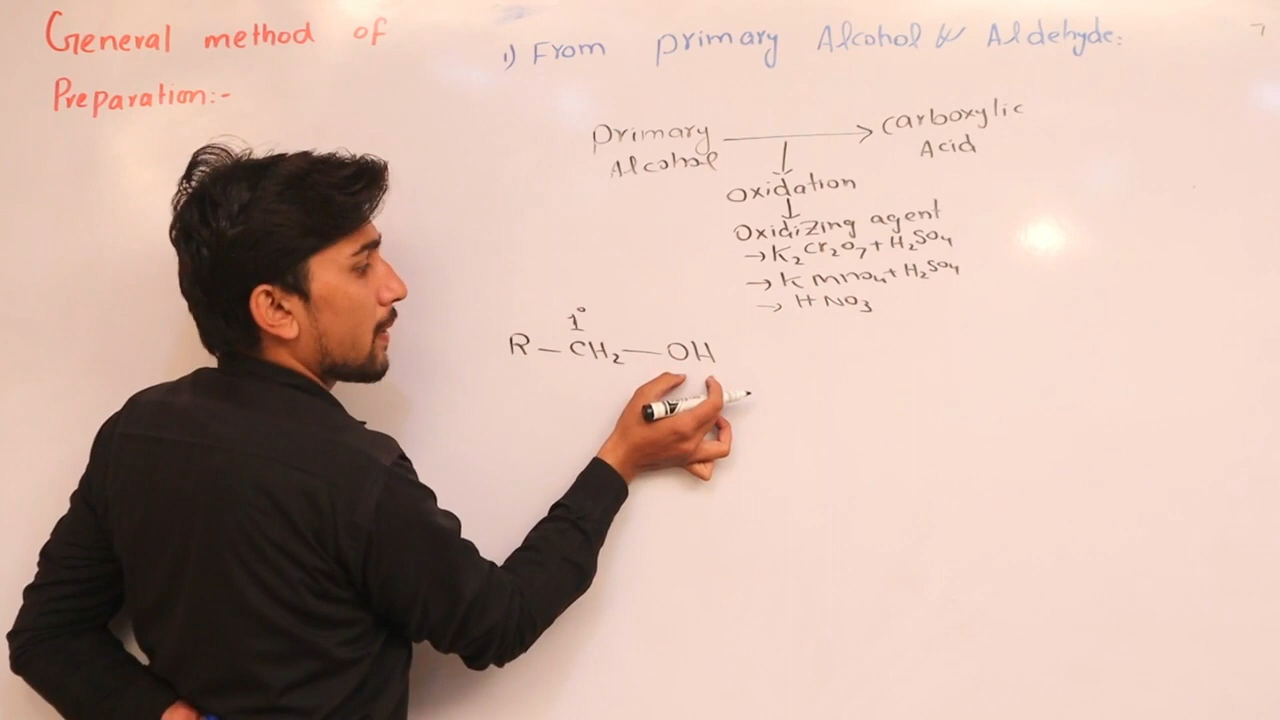 General method of
Preparation:-
1) From primary Alcohol & Aldehyde:
Primary Alcohol → carboxylic Acid
↓
oxidation
↓
Oxidizing agent
→ K₂Cr₂O₇ + H₂SO₄
→ KMnO₄ + H₂SO₄
→ HNO₃
1°
R – CH₂ — OH